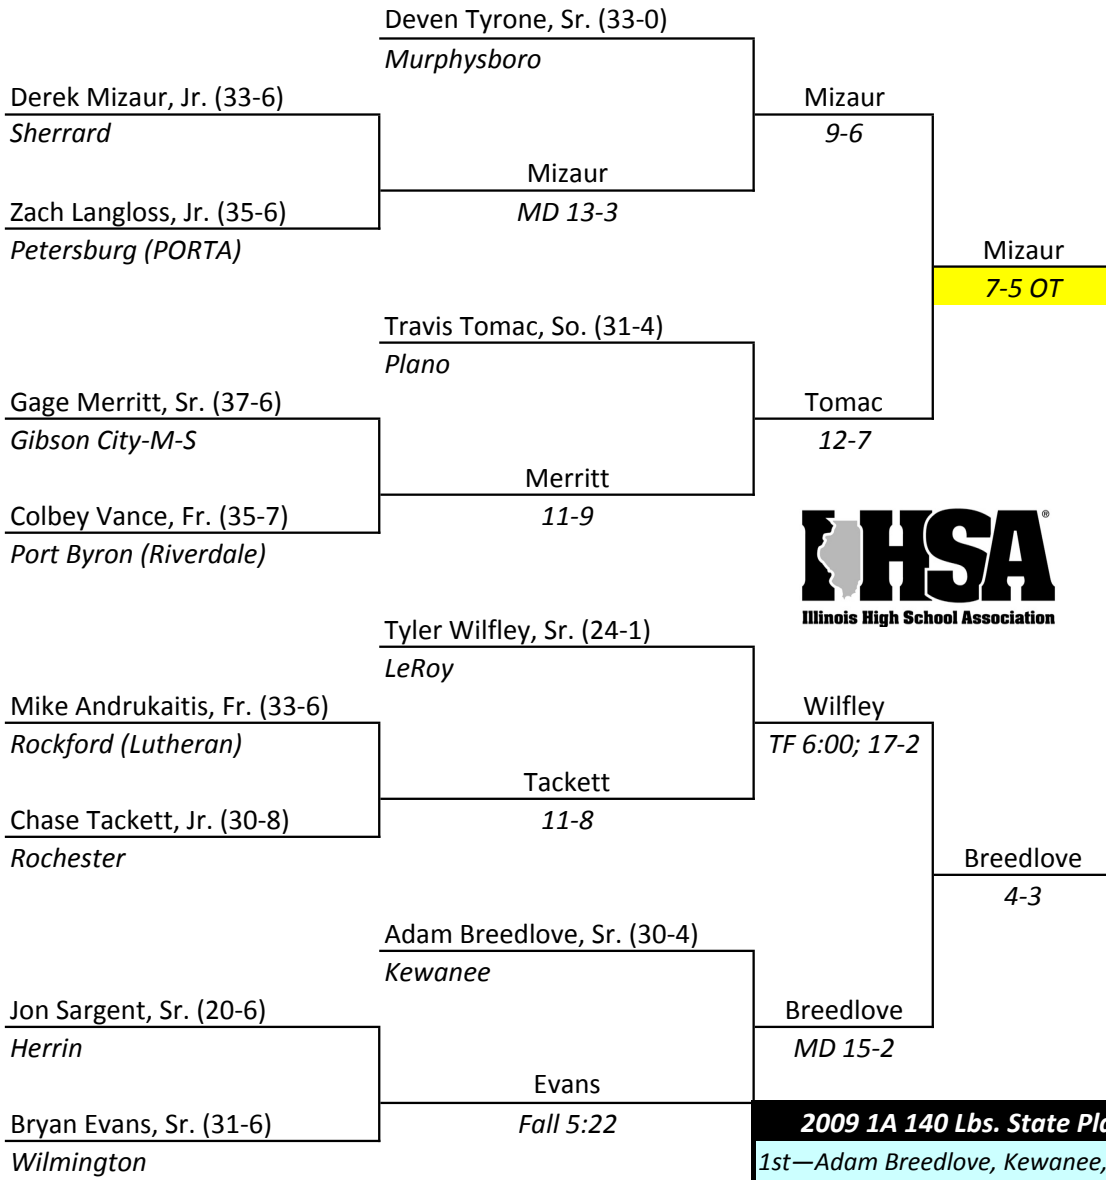 Deven Tyrone, Sr. (33-0)
Murphysboro
Derek Mizaur, Jr. (33-6)
Mizaur
Sherrard
9-6
Mizaur
Zach Langloss, Jr. (35-6)
MD 13-3
Petersburg (PORTA)
Mizaur
7-5 OT
Travis Tomac, So. (31-4)
Plano
Gage Merritt, Sr. (37-6)
Tomac
Gibson City-M-S
12-7
Merritt
Colbey Vance, Fr. (35-7)
11-9
Port Byron (Riverdale)
IHSA®
Illinois High School Association
Tyler Wilfley, Sr. (24-1)
LeRoy
Mike Andrukaitis, Fr. (33-6)
Wilfley
Rockford (Lutheran)
TF 6:00; 17-2
Tackett
Chase Tackett, Jr. (30-8)
11-8
Rochester
Breedlove
4-3
Adam Breedlove, Sr. (30-4)
Kewanee
Jon Sargent, Sr. (20-6)
Breedlove
Herrin
MD 15-2
Evans
Bryan Evans, Sr. (31-6)
Fall 5:22
2009 1A 140 Lbs. State Pla
Wilmington
1st—Adam Breedlove, Kewanee,